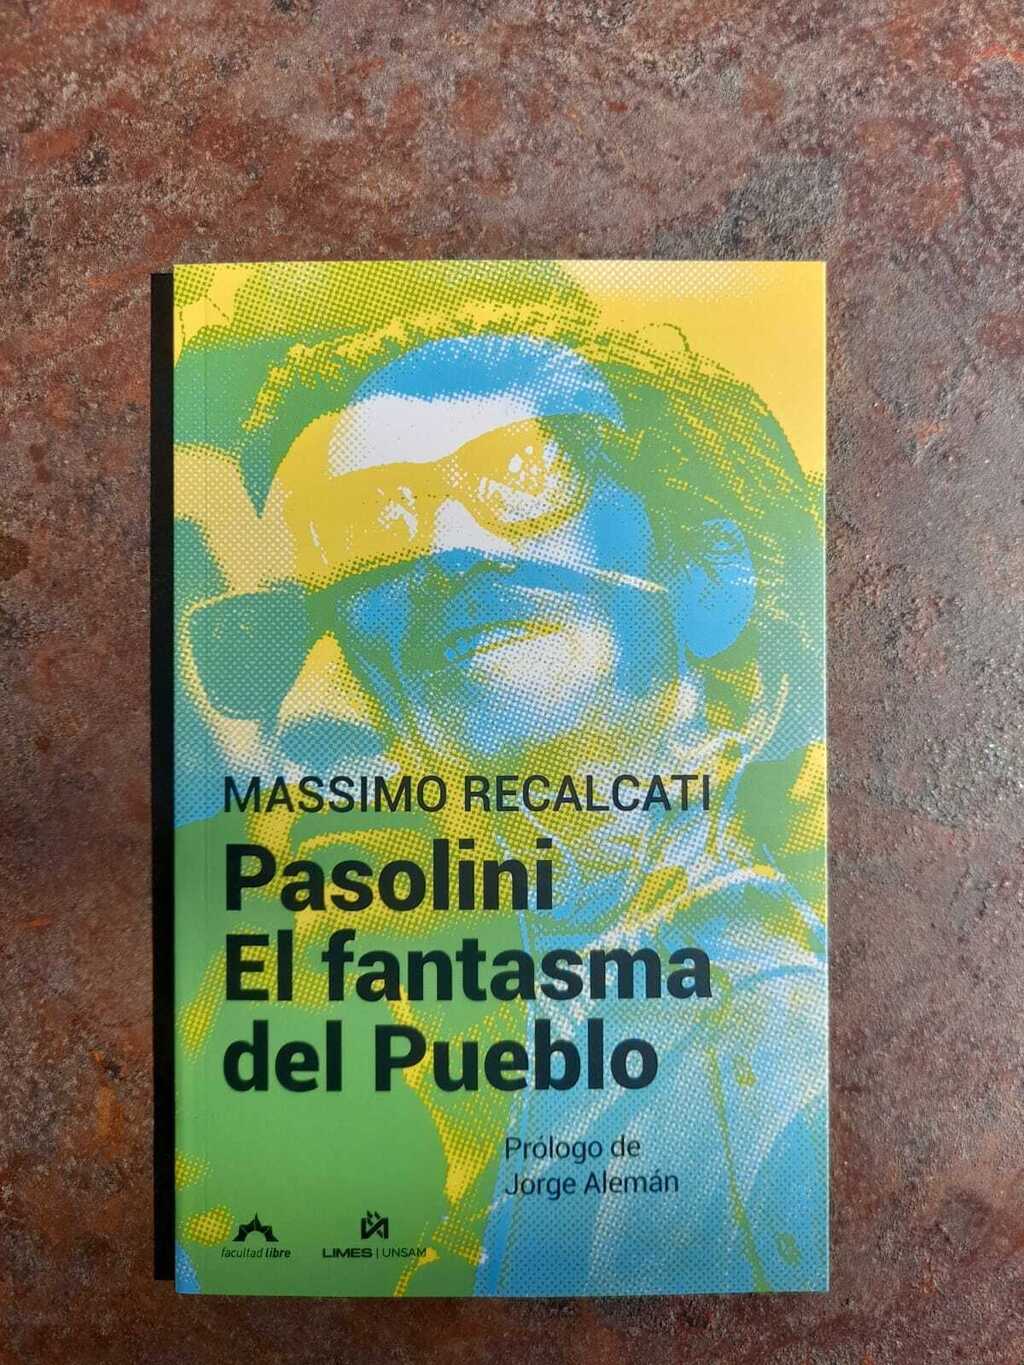 MASSIMO RECALCATI
Pasolini
El fantasma
del Pueblo
Prólogo de
Jorge Alemán
facultad libre
LIMES | UNSAM